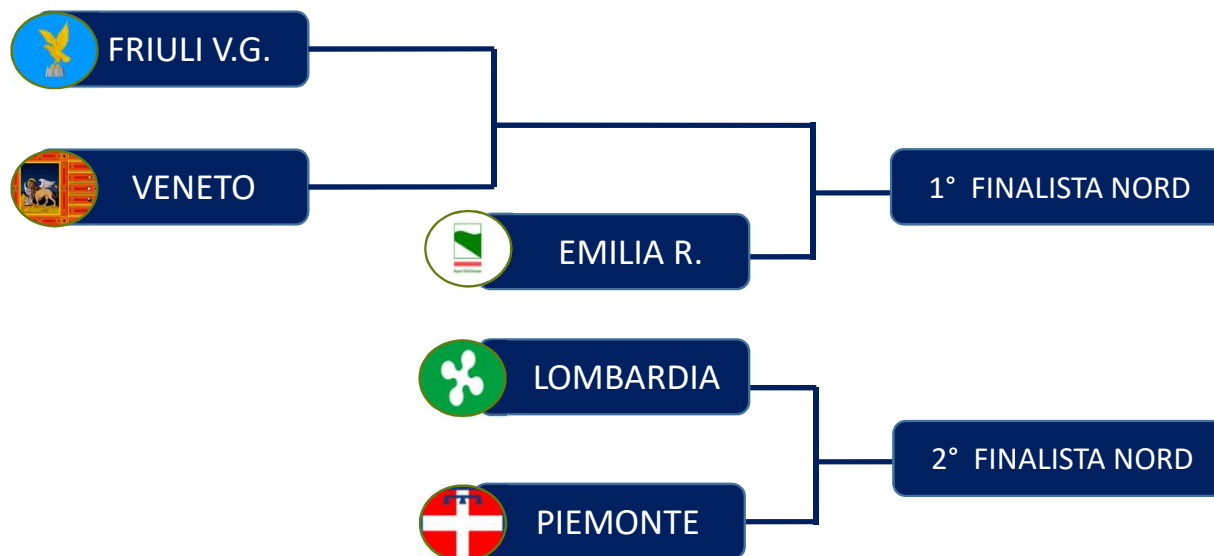 FRIULI V.G.
VENETO
1° FINALISTA NORD
EMILIA R.
LOMBARDIA
2° FINALISTA NORD
PIEMONTE